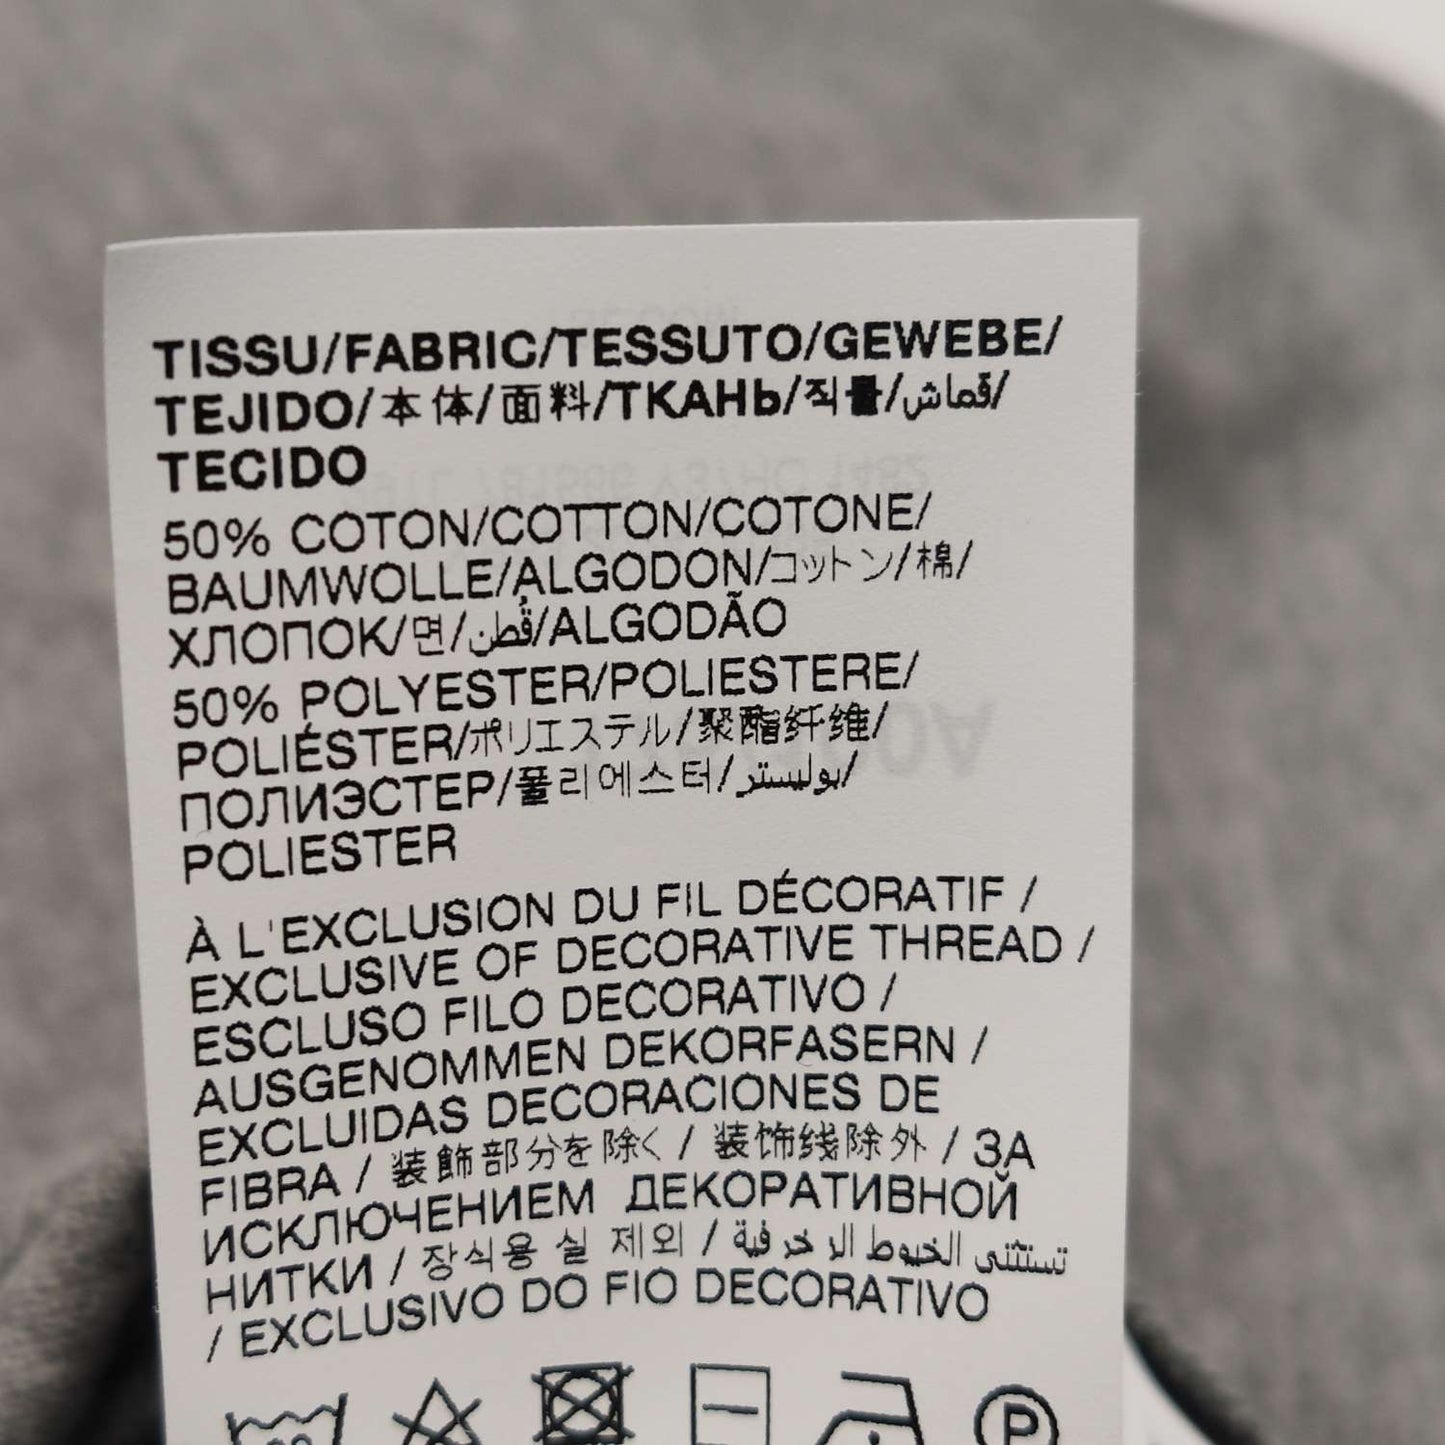 TISSU/FABRIC/TESSUTO/GEWEBE/
TEJIDO/本体/面料/ТКАНЬ/직물/قماش/
TECIDO
50% COTON/COTTON/COTONE/
BAUMWOLLE/ALGODON/コットン/棉/
ХЛОПОК/면/قُطن/ALGODÃO
50% POLYESTER/POLIESTERE/
POLIÉSTER/ポリエステル/聚酯纤维/
ПОЛИЭСТЕР/폴리에스터/بوليستر/
POLIESTER
À L'EXCLUSION DU FIL DÉCORATIF /
EXCLUSIVE OF DECORATIVE THREAD /
ESCLUSO FILO DECORATIVO /
AUSGENOMMEN DEKORFASERN /
EXCLUIDAS DECORACIONES DE
FIBRA / 装飾部分を除く / 装饰线除外 / ЗА
ИСКЛЮЧЕНИЕМ ДЕКОРАТИВНОЙ
НИТКИ / 장식용 실 제외 / تستثنى الخيوط الزخرفية
/ EXCLUSIVO DO FIO DECORATIVO
P